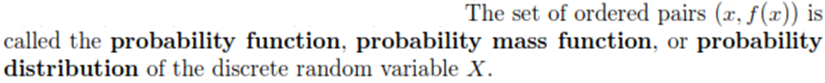 The set of ordered pairs (x, f(x)) is
called the probability function, probability mass function, or probability
distribution of the discrete random variable X.